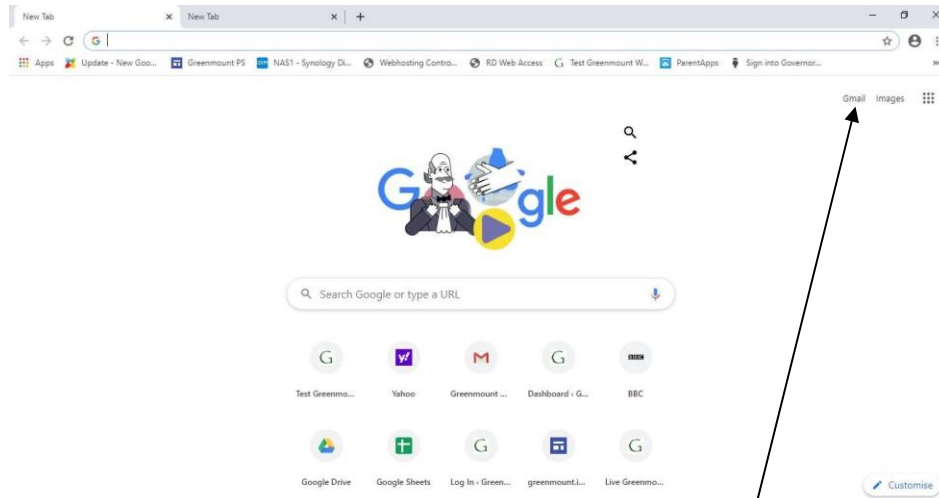 New Tab New Tab
Apps Update - New Goo... Greenmount PS NAS1 - Synology Di... Webhosting Contro... RD Web Access Test Greenmount W... ParentApps Sign into Governor...
Gmail Images
Google
Search Google or type a URL
Test Greenmo... Yahoo Greenmount ... Dashboard ‹ G... BBC
Google Drive Google Sheets Log In ‹ Green... greenmount.i... Live Greenmo...
Customise